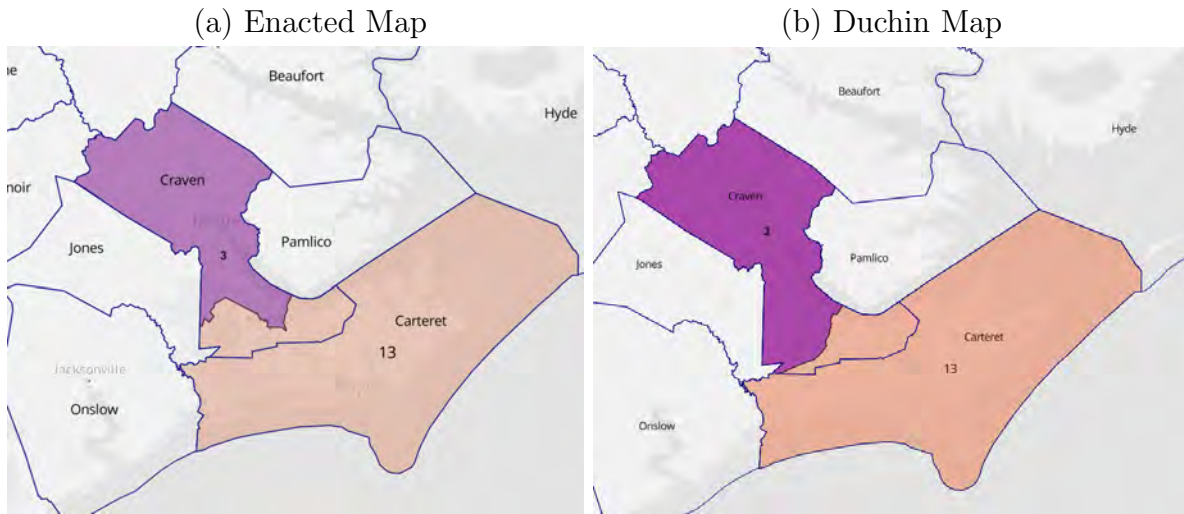 (a) Enacted Map
(b) Duchin Map
ne
Beaufort
Hyde
Craven
noir
3
Jones
Pamlico
Carteret
13
Jacksonville
Onslow
Beaufort
Hyde
Craven
3
Jones
Pamlico
Carteret
13
Onslow